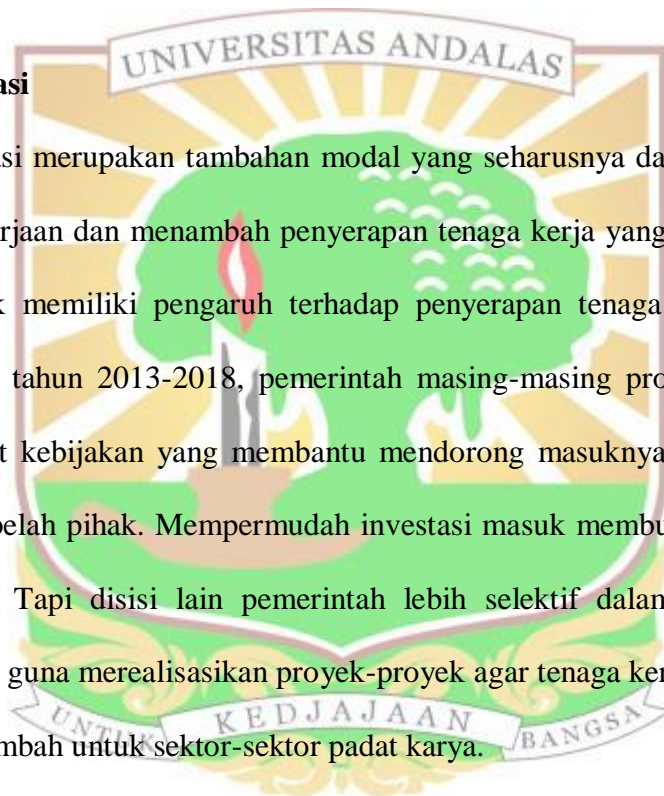 UNIVERSITAS ANDALAS
asi
si merupakan tambahan modal yang seharusnya da
rjaan dan menambah penyerapan tenaga kerja yang
k memiliki pengaruh terhadap penyerapan tenaga
tahun 2013-2018, pemerintah masing-masing pro
t kebijakan yang membantu mendorong masuknya
belah pihak. Mempermudah investasi masuk membu
Tapi disisi lain pemerintah lebih selektif dalam
guna merealisasikan proyek-proyek agar tenaga ker
mbah untuk sektor-sektor padat karya.
UNTUK KEDJAJAAN BANGSA